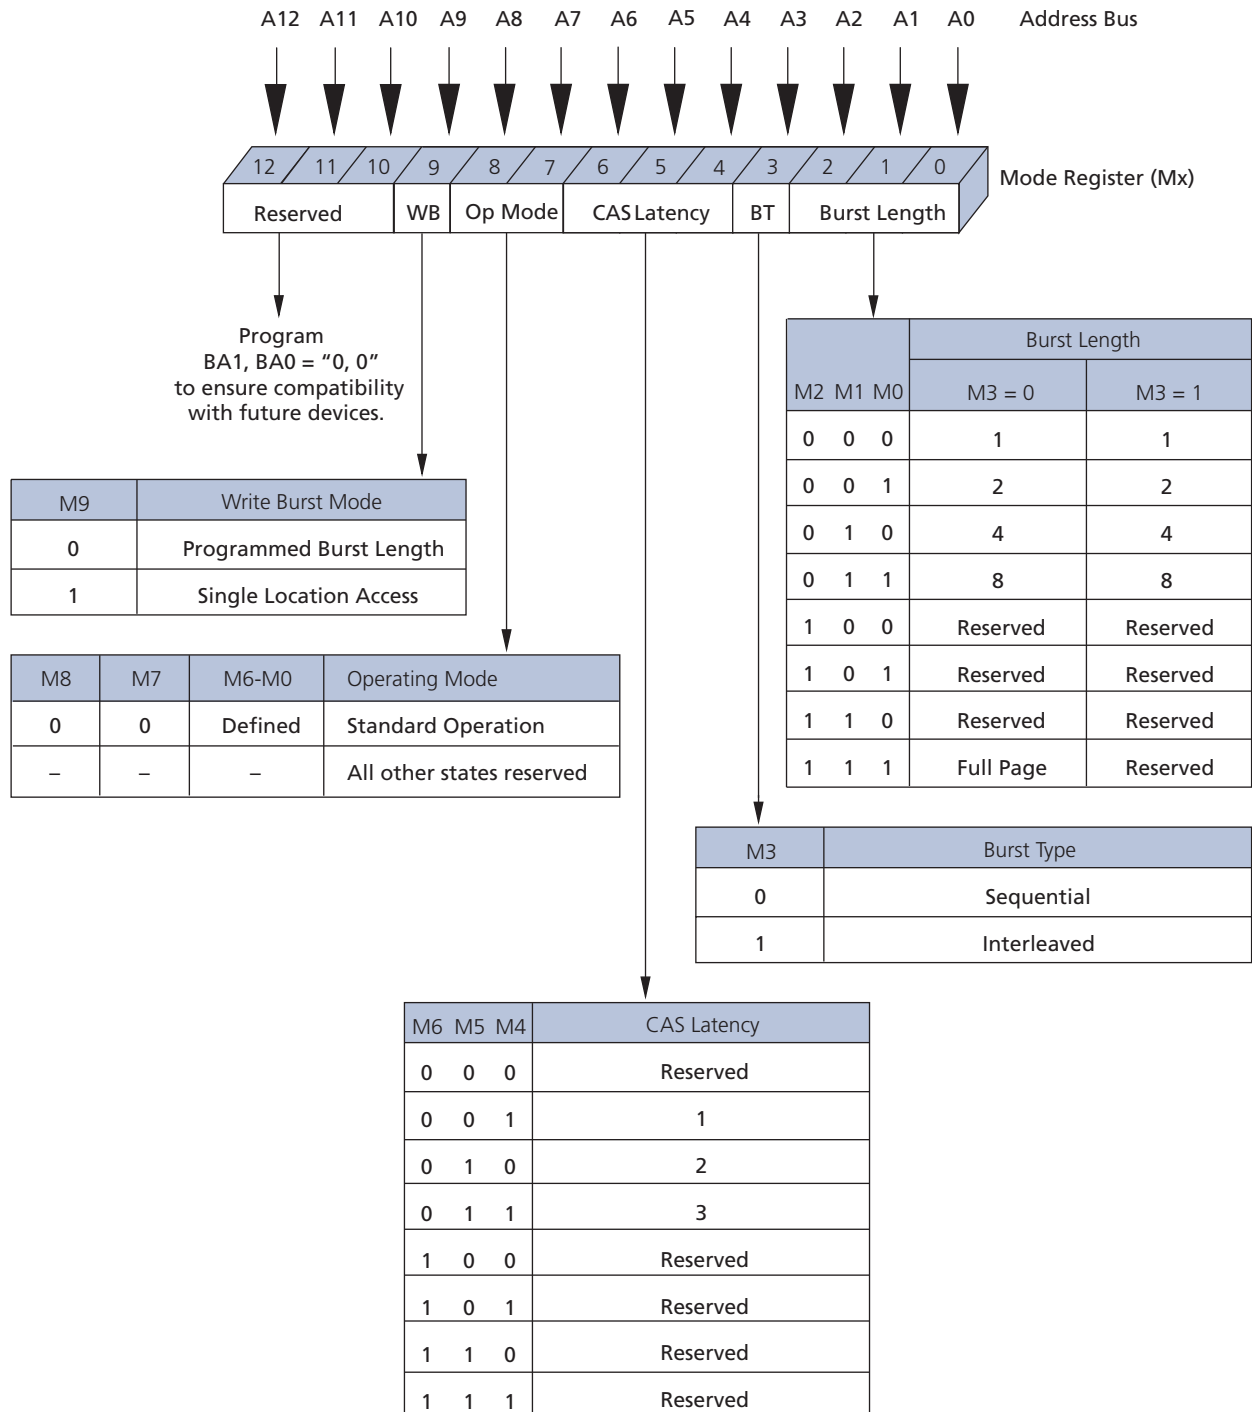 A12 A11 A10 A9 A8 A7 A6 A5 A4 A3 A2 A1 A0 Address Bus
12 11 10 9 8 7 6 5 4 3 2 1 0
Mode Register (Mx)
Reserved WB Op Mode CAS Latency BT Burst Length
Program
BA1, BA0 = “0, 0”
to ensure compatibility
with future devices.
Burst Length
M2 M1 M0 M3 = 0 M3 = 1
0 0 0 1 1
0 0 1 2 2
0 1 0 4 4
0 1 1 8 8
1 0 0 Reserved Reserved
1 0 1 Reserved Reserved
1 1 0 Reserved Reserved
1 1 1 Full Page Reserved
M9 Write Burst Mode
0 Programmed Burst Length
1 Single Location Access
M8 M7 M6-M0 Operating Mode
0 0 Defined Standard Operation
– – – All other states reserved
M3 Burst Type
0 Sequential
1 Interleaved
M6 M5 M4 CAS Latency
0 0 0 Reserved
0 0 1 1
0 1 0 2
0 1 1 3
1 0 0 Reserved
1 0 1 Reserved
1 1 0 Reserved
1 1 1 Reserved